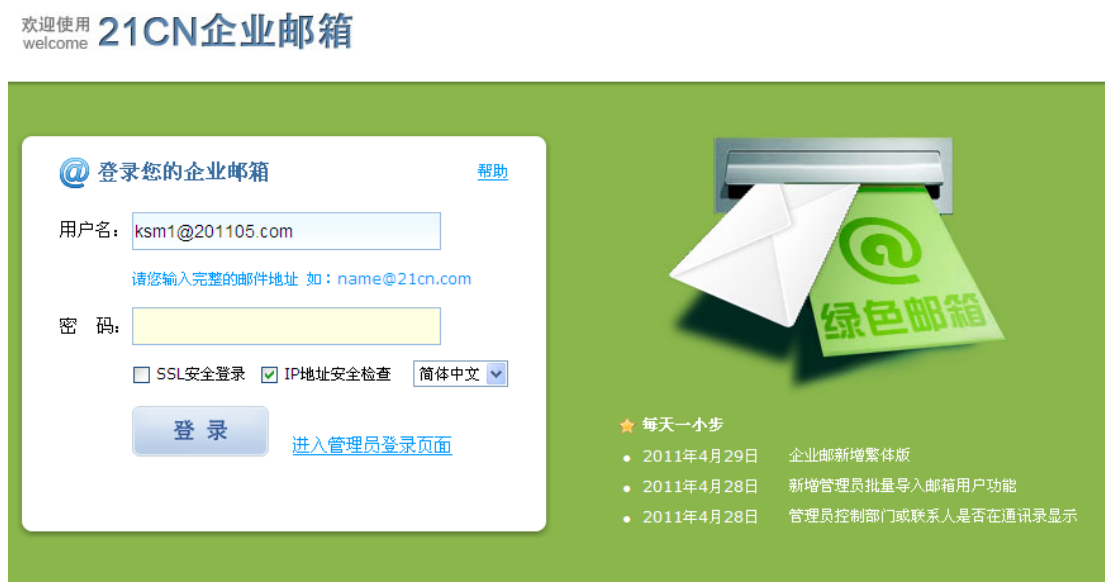 欢迎使用
welcome
21CN企业邮箱
@ 登录您的企业邮箱
帮助
用户名：
ksm1@201105.com
请您输入完整的邮件地址 如：name@21cn.com
密 码：
SSL安全登录 IP地址安全检查 简体中文
登 录
进入管理员登录页面
@
绿色邮箱
每天一小步
2011年4月29日 企业邮新增繁体版
2011年4月28日 新增管理员批量导入邮箱用户功能
2011年4月28日 管理员控制部门或联系人是否在通讯录显示